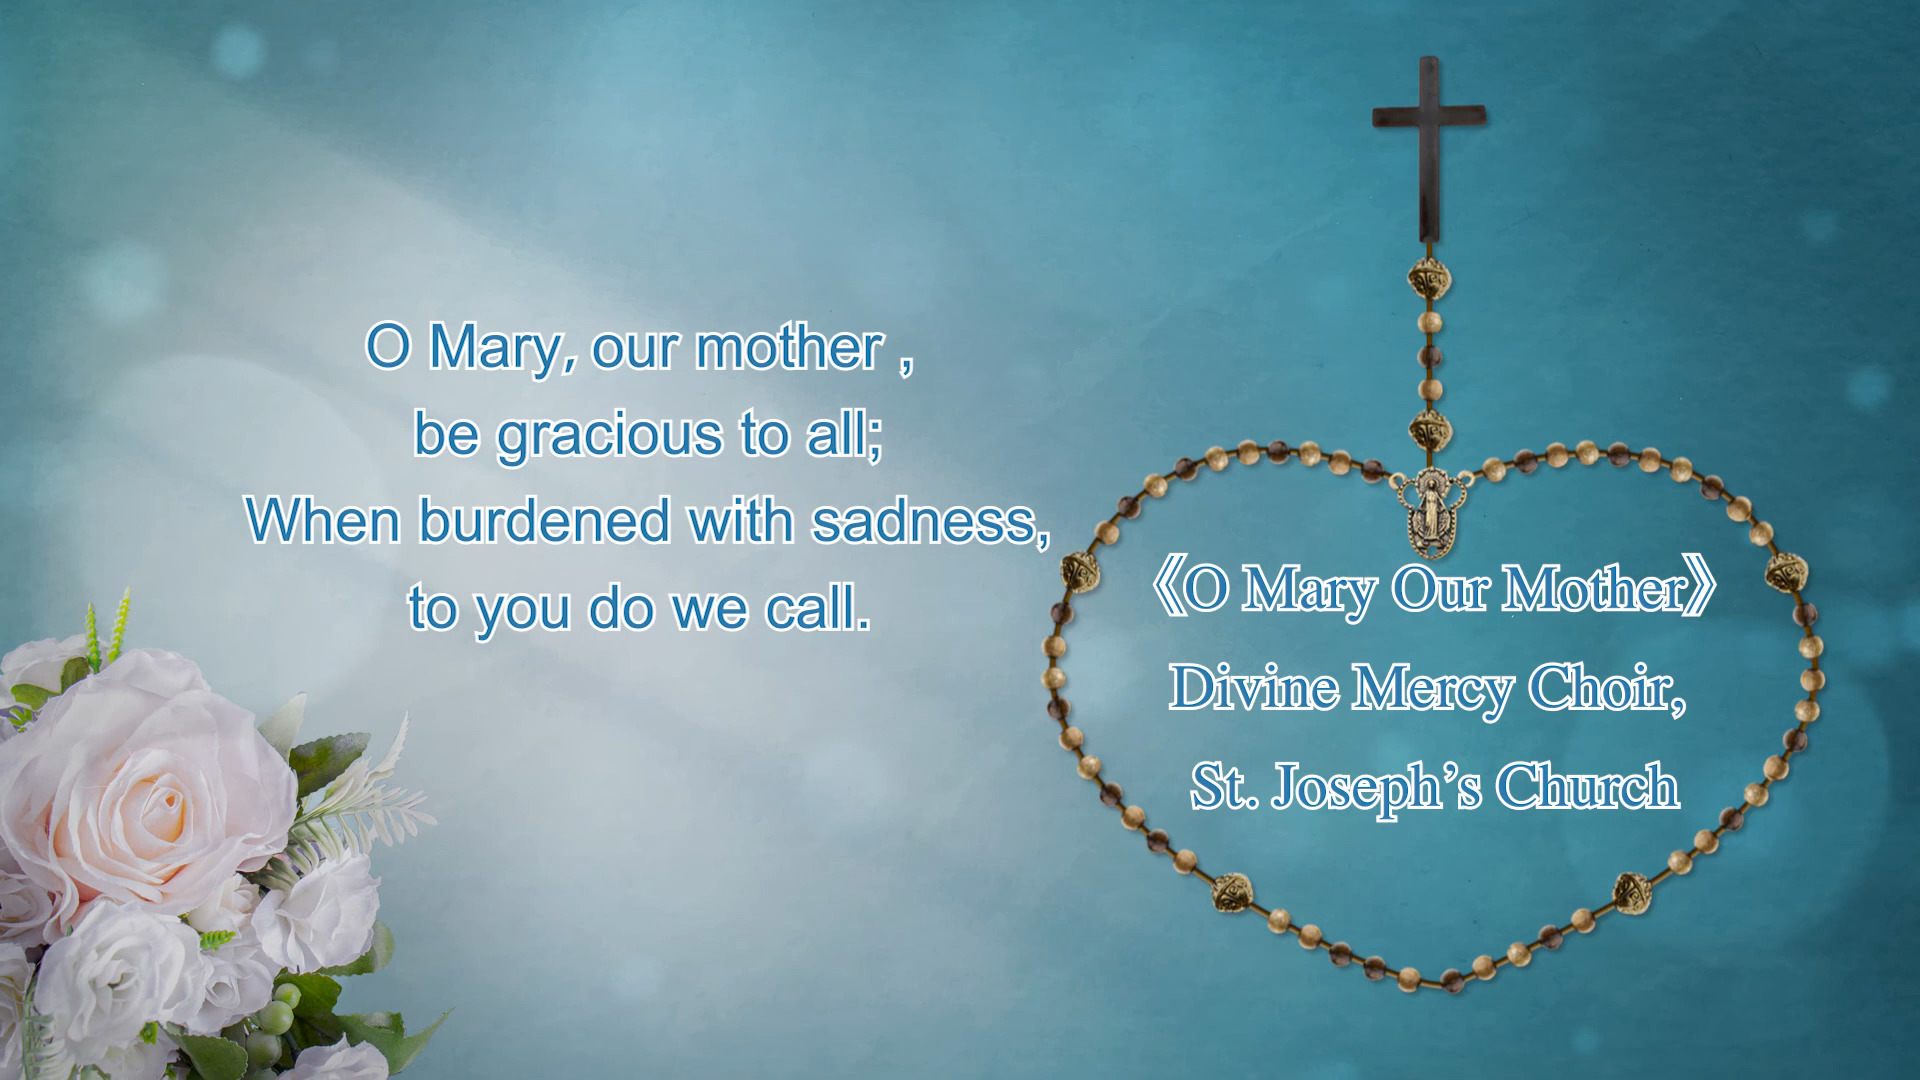 O Mary, our mother ,
be gracious to all;
When burdened with sadness,
to you do we call.
《O Mary Our Mother》
Divine Mercy Choir,
St. Joseph’s Church